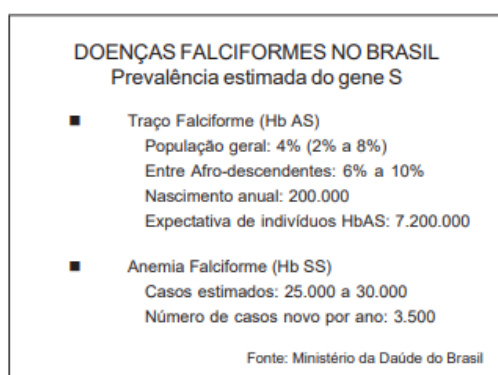 DOENÇAS FALCIFORMES NO BRASIL
Prevalência estimada do gene S
■ Traço Falciforme (Hb AS)
População geral: 4% (2% a 8%)
Entre Afro-descendentes: 6% a 10%
Nascimento anual: 200.000
Expectativa de indivíduos HbAS: 7.200.000
■ Anemia Falciforme (Hb SS)
Casos estimados: 25.000 a 30.000
Número de casos novo por ano: 3.500
Fonte: Ministério da Daúde do Brasil